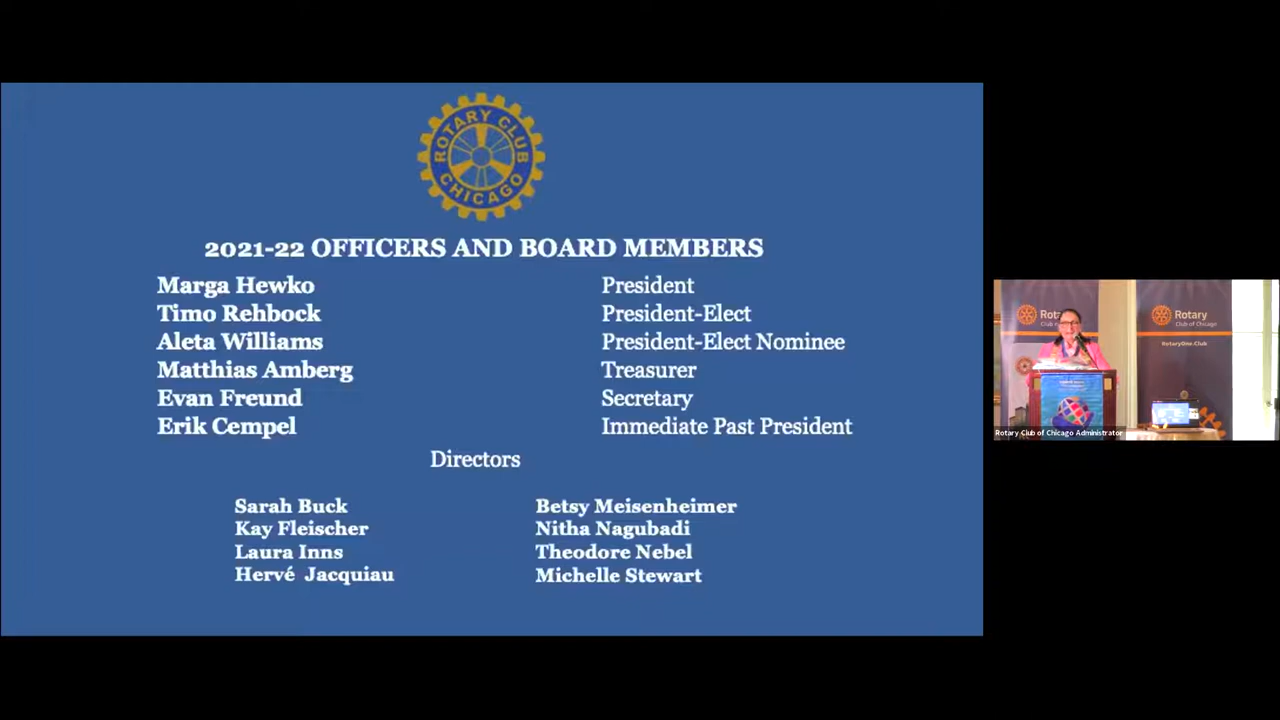 ROTARY CLUB
CHICAGO
2021-22 OFFICERS AND BOARD MEMBERS
Marga Hewko President
Timo Rehbock President-Elect
Aleta Williams President-Elect Nominee
Matthias Amberg Treasurer
Evan Freund Secretary
Erik Cempel Immediate Past President
Directors
Sarah Buck Betsy Meisenheimer
Kay Fleischer Nitha Nagubadi
Laura Inns Theodore Nebel
Hervé Jacquiau Michelle Stewart
Rotary
Club of Chicago
RotaryOne.Club
Rotary Club of Chicago Administrator